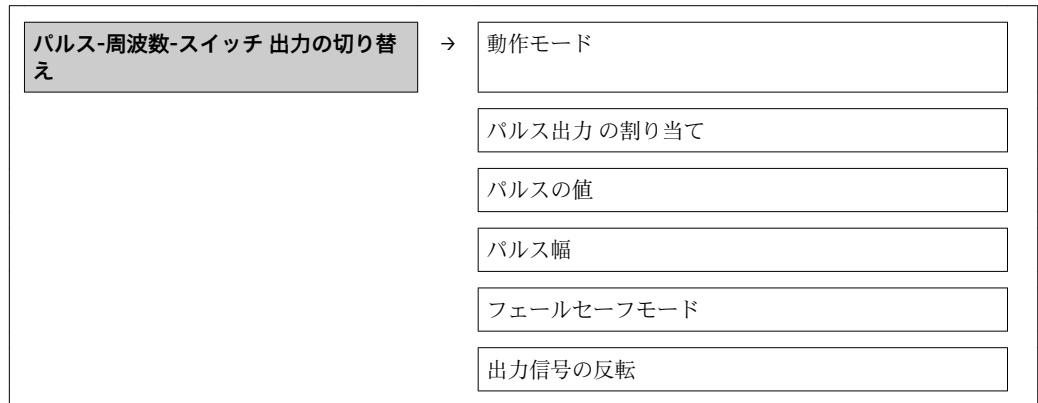 パルス-周波数-スイッチ 出力の切り替
え
→
動作モード
パルス出力 の割り当て
パルスの値
パルス幅
フェールセーフモード
出力信号の反転